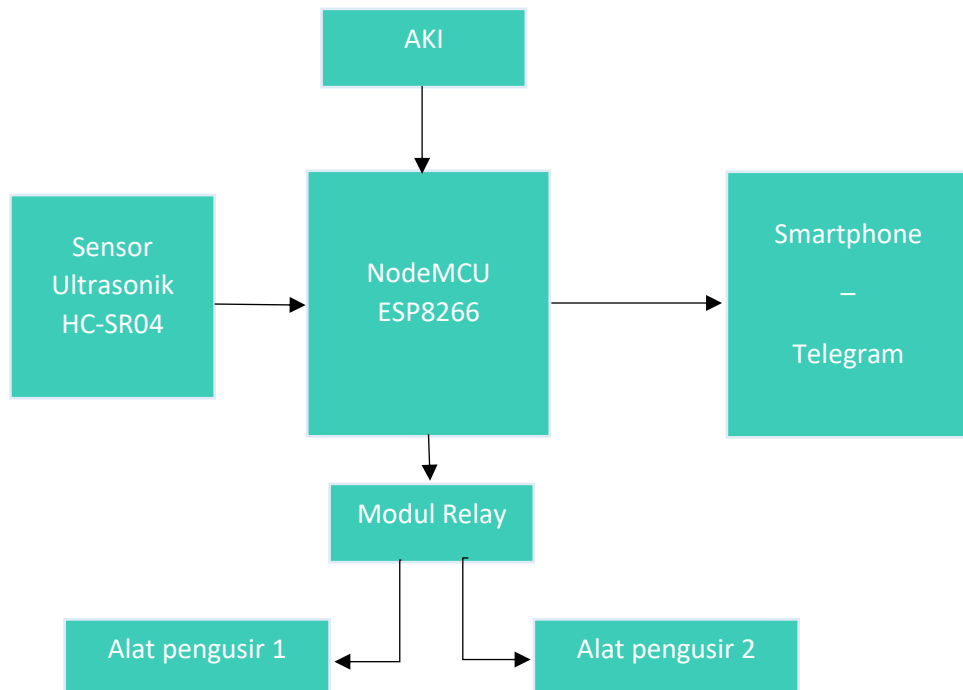 AKI
Sensor
Ultrasonik
HC-SR04
NodeMCU
ESP8266
Smartphone
–
Telegram
Modul Relay
Alat pengusir 1
Alat pengusir 2